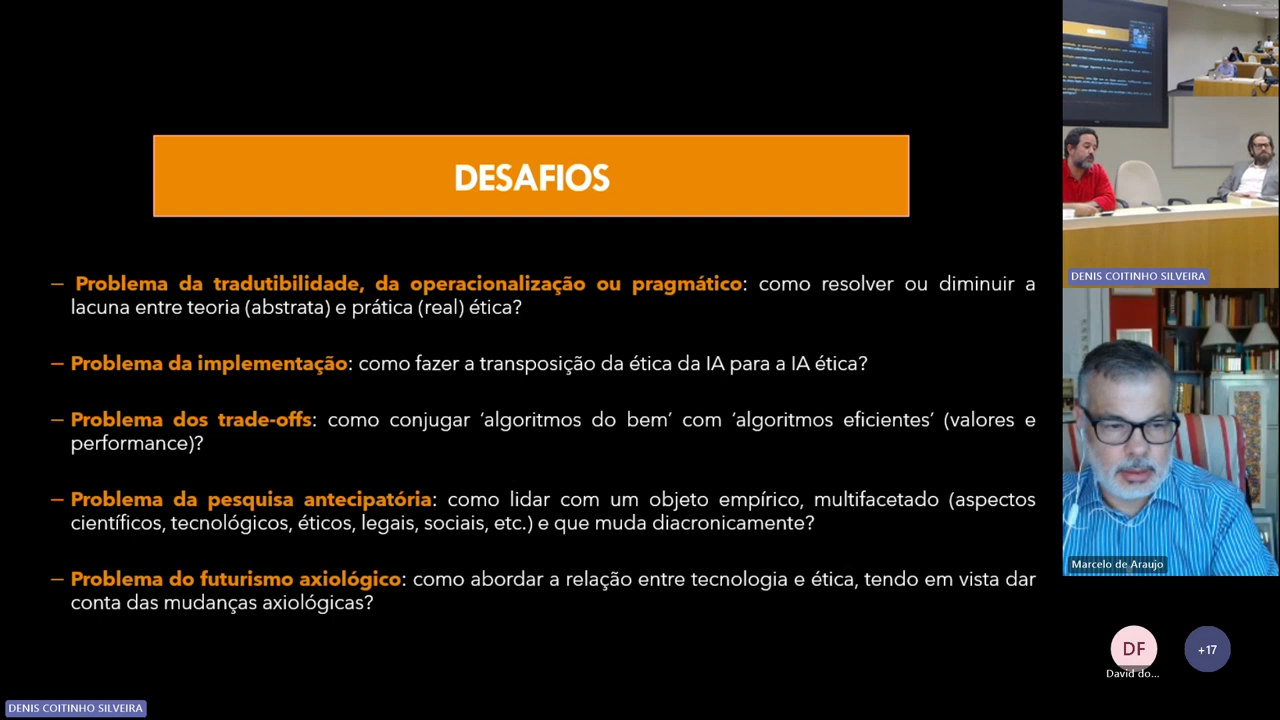 DESAFIOS
– Problema da tradutibilidade, da operacionalização ou pragmático: como resolver ou diminuir a
lacuna entre teoria (abstrata) e prática (real) ética?
– Problema da implementação: como fazer a transposição da ética da IA para a IA ética?
– Problema dos trade-offs: como conjugar ‘algoritmos do bem’ com ‘algoritmos eficientes’ (valores e
performance)?
– Problema da pesquisa antecipatória: como lidar com um objeto empírico, multifacetado (aspectos
científicos, tecnológicos, éticos, legais, sociais, etc.) e que muda diacronicamente?
– Problema do futurismo axiológico: como abordar a relação entre tecnologia e ética, tendo em vista dar
conta das mudanças axiológicas?
DENIS COITINHO SILVEIRA
DENIS COITINHO SILVEIRA
Marcelo de Araujo
DF
+17
David do...